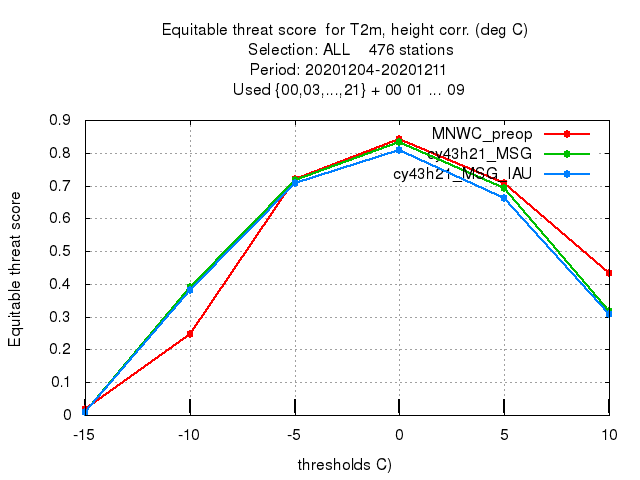 Equitable threat score  for T2m, height corr. (deg C)
Selection: ALL    476 stations
Period: 20201204-20201211
Used {00,03,...,21} + 00 01 ... 09
MNWC_preop
cy43h21_MSG
cy43h21_MSG_IAU
Equitable threat score
0.9
0.8
0.7
0.6
0.5
0.4
0.3
0.2
0.1
0
-15 -10 -5 0 5 10
thresholds C)